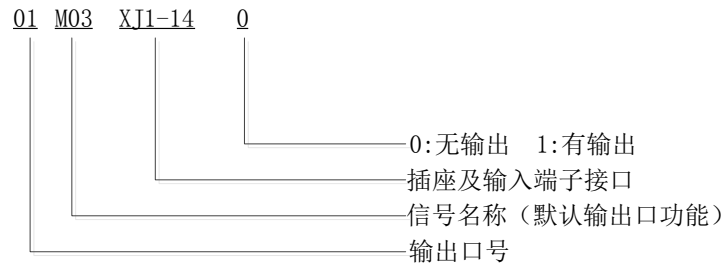 01 M03 XJ1-14 0
0:无输出 1:有输出
插座及输入端子接口
信号名称（默认输出口功能）
输出口号